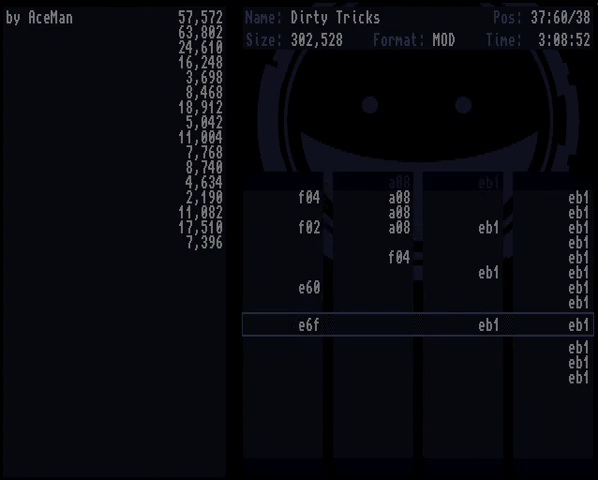 by AceMan 57,572
63,802
24,610
16,248
3,698
8,468
18,912
5,042
11,004
7,768
8,740
4,634
2,190
11,082
17,510
7,396
Name: Dirty Tricks Pos: 37:60/38
Size: 302,528 Format: MOD Time: 3:08:52
a08 eb1
f04 a08 eb1
a08 eb1
f02 a08 eb1 eb1
eb1
f04 eb1
eb1 eb1
e60 eb1
eb1
e6f eb1 eb1
eb1
eb1
eb1